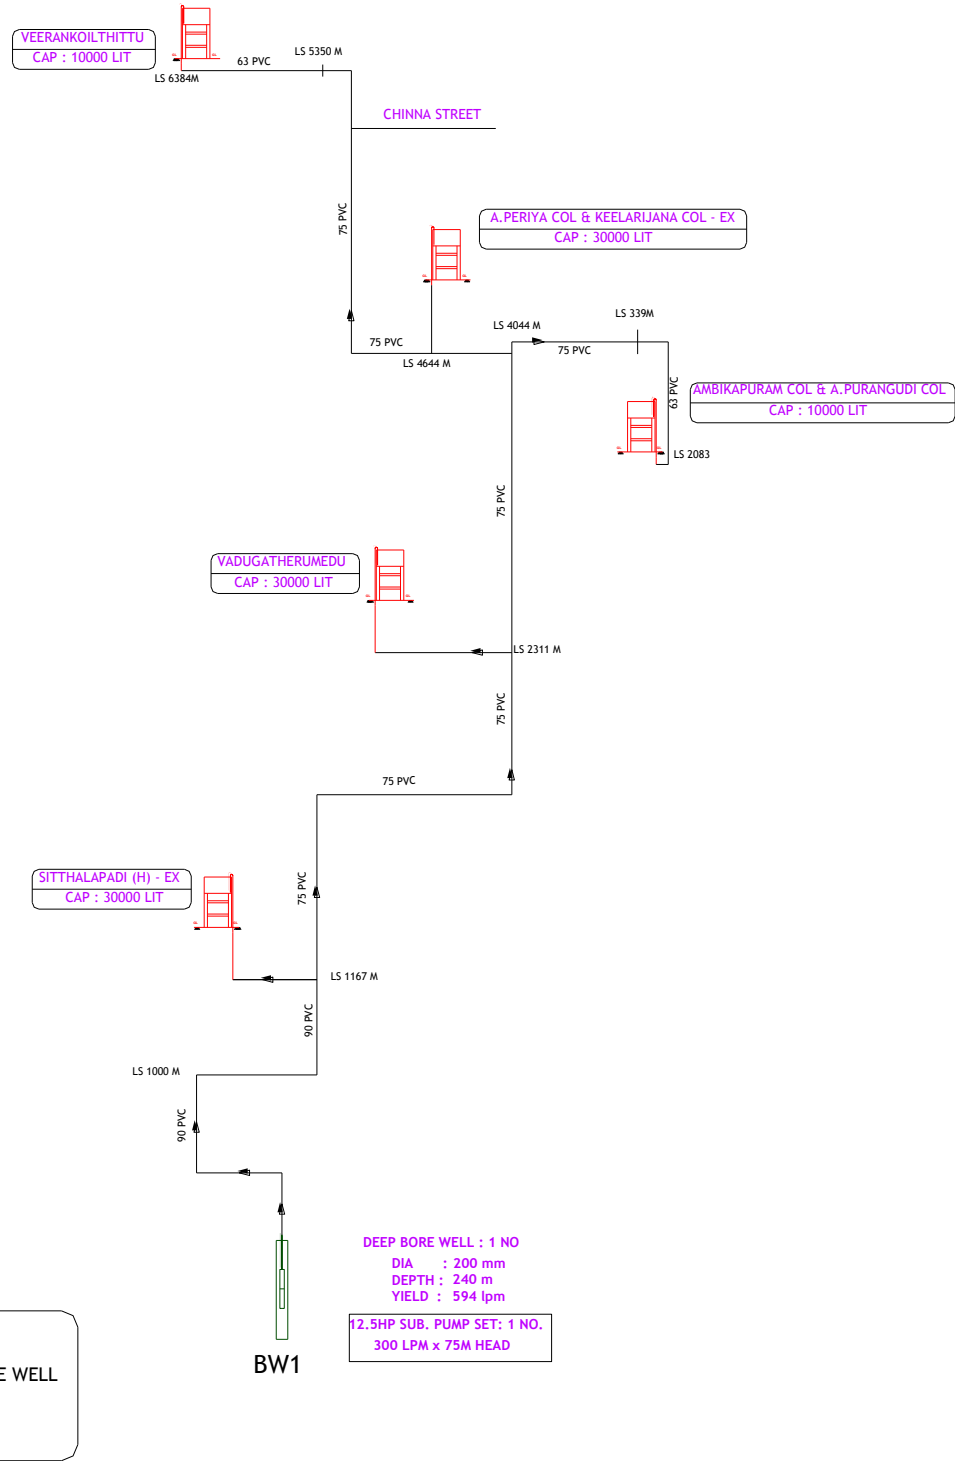 VEERANKOILTHITTU
CAP : 10000 LIT
LS 6384M
63 PVC
LS 5350 M
CHINNA STREET
75 PVC
A.PERIYA COL & KEELARIJANA COL - EX
CAP : 30000 LIT
75 PVC
LS 4644 M
LS 4044 M
75 PVC
LS 339M
63 PVC
AMBIKAPURAM COL & A.PURANGUDI COL
CAP : 10000 LIT
LS 2083
75 PVC
VADUGATHERUMEDU
CAP : 30000 LIT
LS 2311 M
75 PVC
75 PVC
SITTHALAPADI (H) - EX
CAP : 30000 LIT
75 PVC
LS 1167 M
90 PVC
LS 1000 M
90 PVC
DEEP BORE WELL : 1 NO
DIA : 200 mm
DEPTH : 240 m
YIELD : 594 lpm
12.5HP SUB. PUMP SET: 1 NO.
300 LPM x 75M HEAD
BW1
E WELL